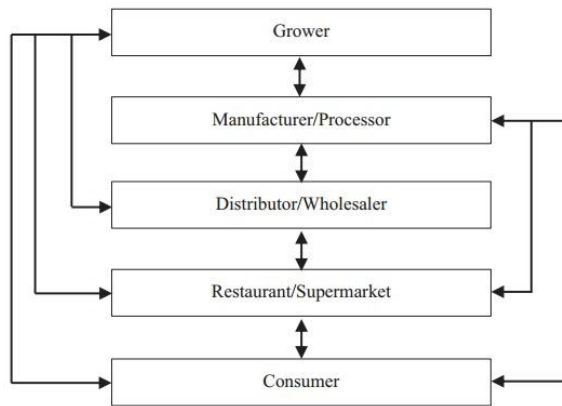 Grower
Manufacturer/Processor
Distributor/Wholesaler
Restaurant/Supermarket
Consumer